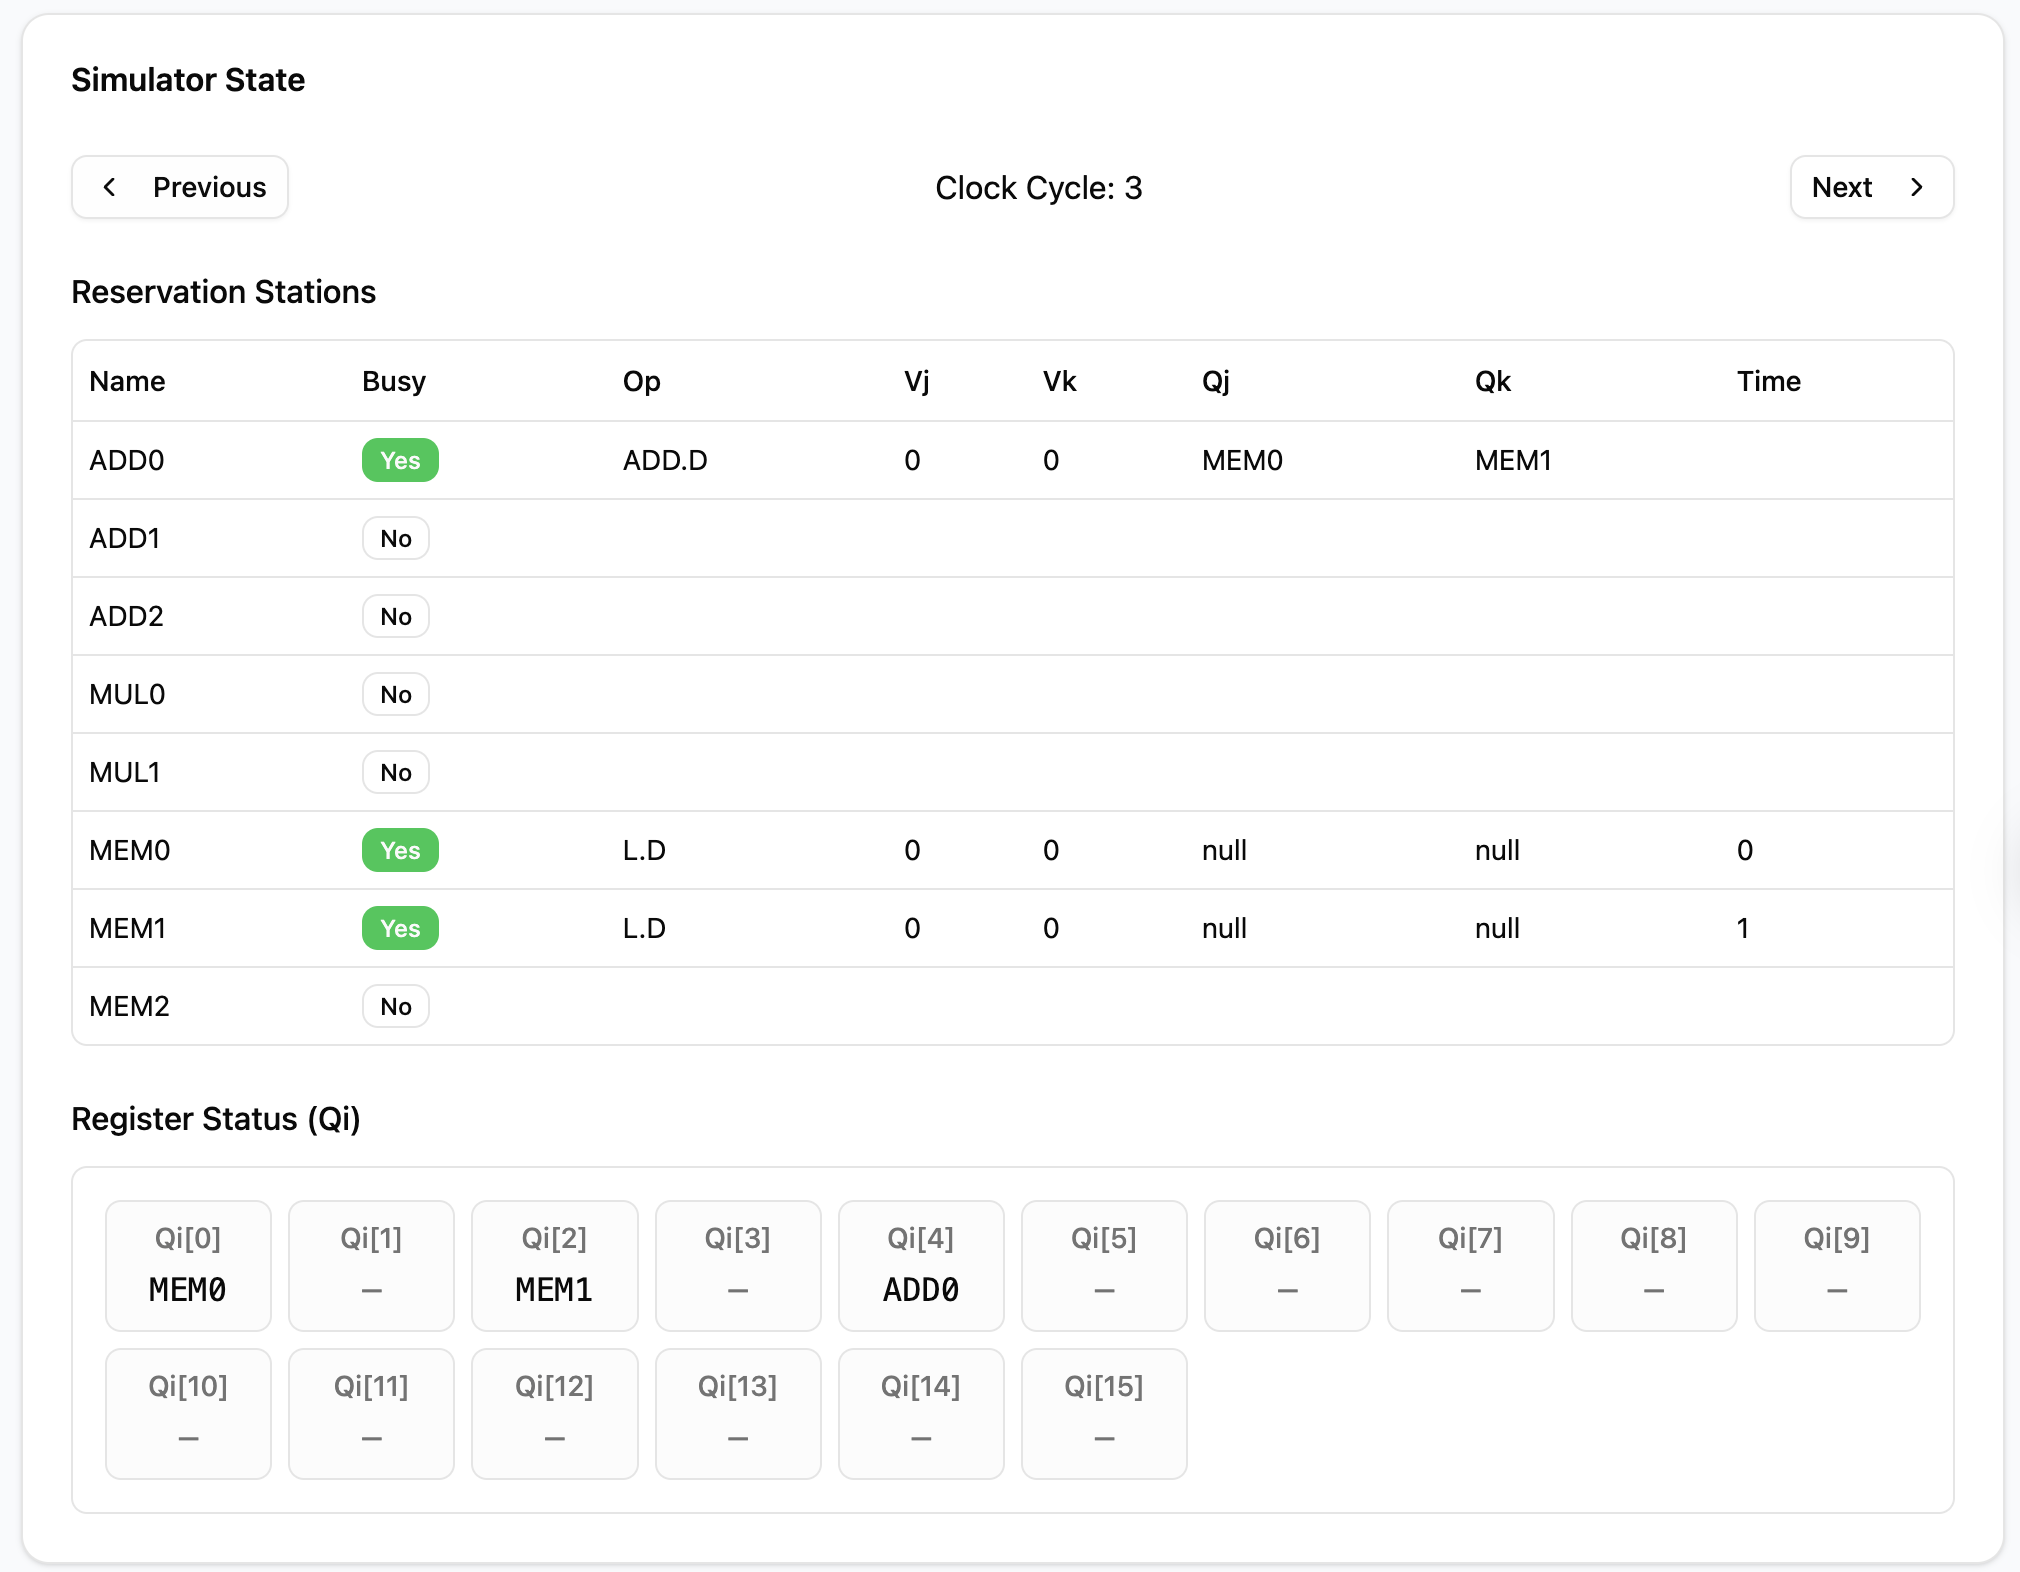 Simulator State
Previous
Clock Cycle: 3
Next
Reservation Stations
Name Busy Op Vj Vk Qj Qk Time
ADD0 Yes ADD.D 0 0 MEM0 MEM1
ADD1 No
ADD2 No
MUL0 No
MUL1 No
MEM0 Yes L.D 0 0 null null 0
MEM1 Yes L.D 0 0 null null 1
MEM2 No
Register Status (Qi)
Qi[0] Qi[1] Qi[2] Qi[3] Qi[4] Qi[5] Qi[6] Qi[7] Qi[8] Qi[9]
MEM0 – MEM1 – ADD0 – – – – –
Qi[10] Qi[11] Qi[12] Qi[13] Qi[14] Qi[15]
– – – – – –